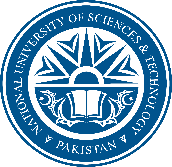 NATIONAL UNIVERSITY OF SCIENCES & TECHNOLOGY
PAKISTAN